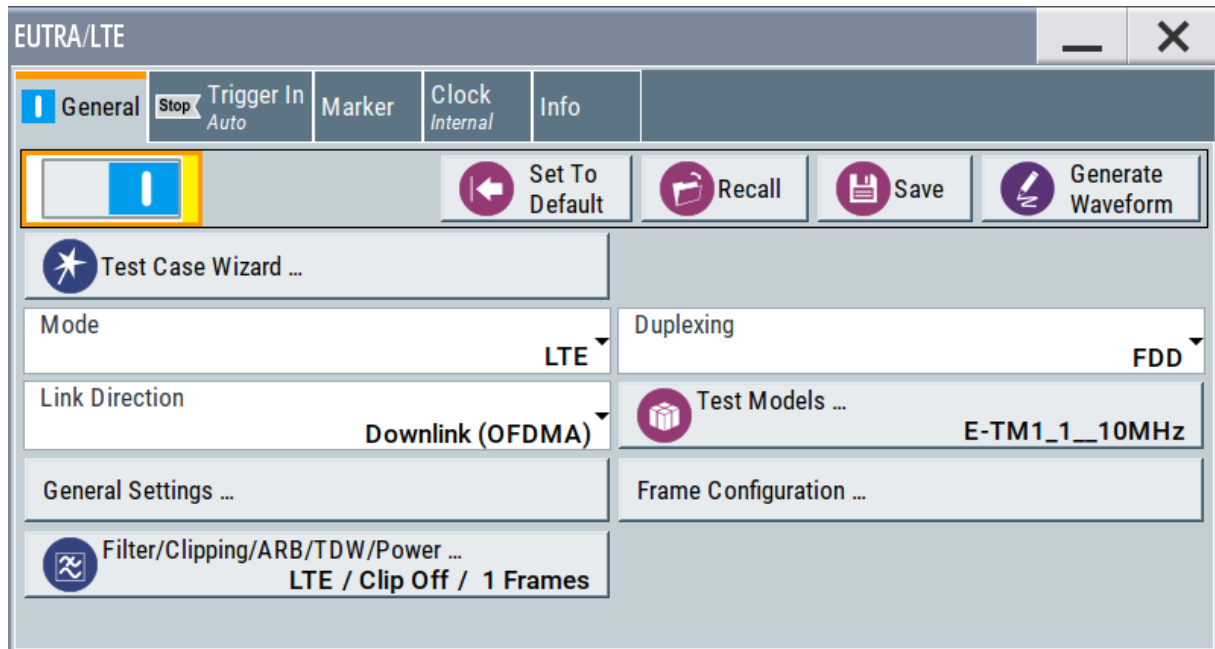 EUTRA/LTE
General
Stop
Trigger In
Auto
Marker
Clock
Internal
Info
Set To
Default
Recall
Save
Generate
Waveform
Test Case Wizard ...
Mode
LTE
Duplexing
FDD
Link Direction
Downlink (OFDMA)
Test Models ...
E-TM1_1__10MHz
General Settings ...
Frame Configuration ...
Filter/Clipping/ARB/TDW/Power ...
LTE / Clip Off / 1 Frames